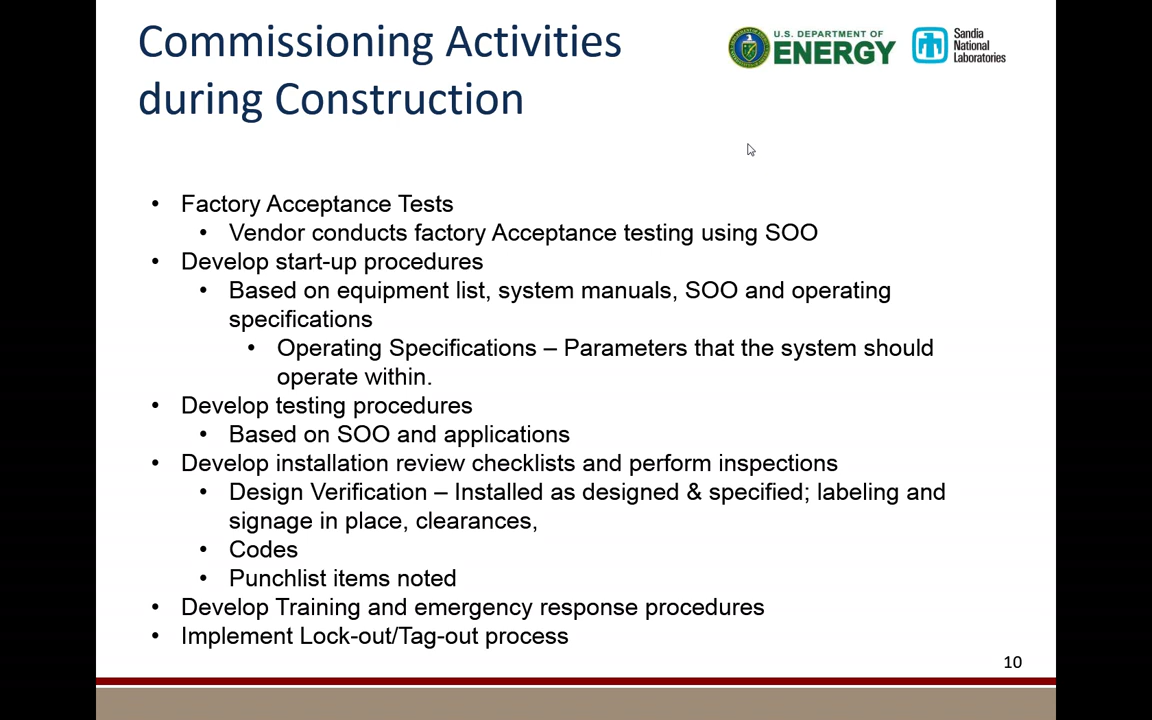 Commissioning Activities
during Construction
U.S. DEPARTMENT OF
ENERGY
Sandia
National
Laboratories
• Factory Acceptance Tests
• Vendor conducts factory Acceptance testing using SOO
• Develop start-up procedures
• Based on equipment list, system manuals, SOO and operating
specifications
• Operating Specifications – Parameters that the system should
operate within.
• Develop testing procedures
• Based on SOO and applications
• Develop installation review checklists and perform inspections
• Design Verification – Installed as designed & specified; labeling and
signage in place, clearances,
• Codes
• Punchlist items noted
• Develop Training and emergency response procedures
• Implement Lock-out/Tag-out process
10